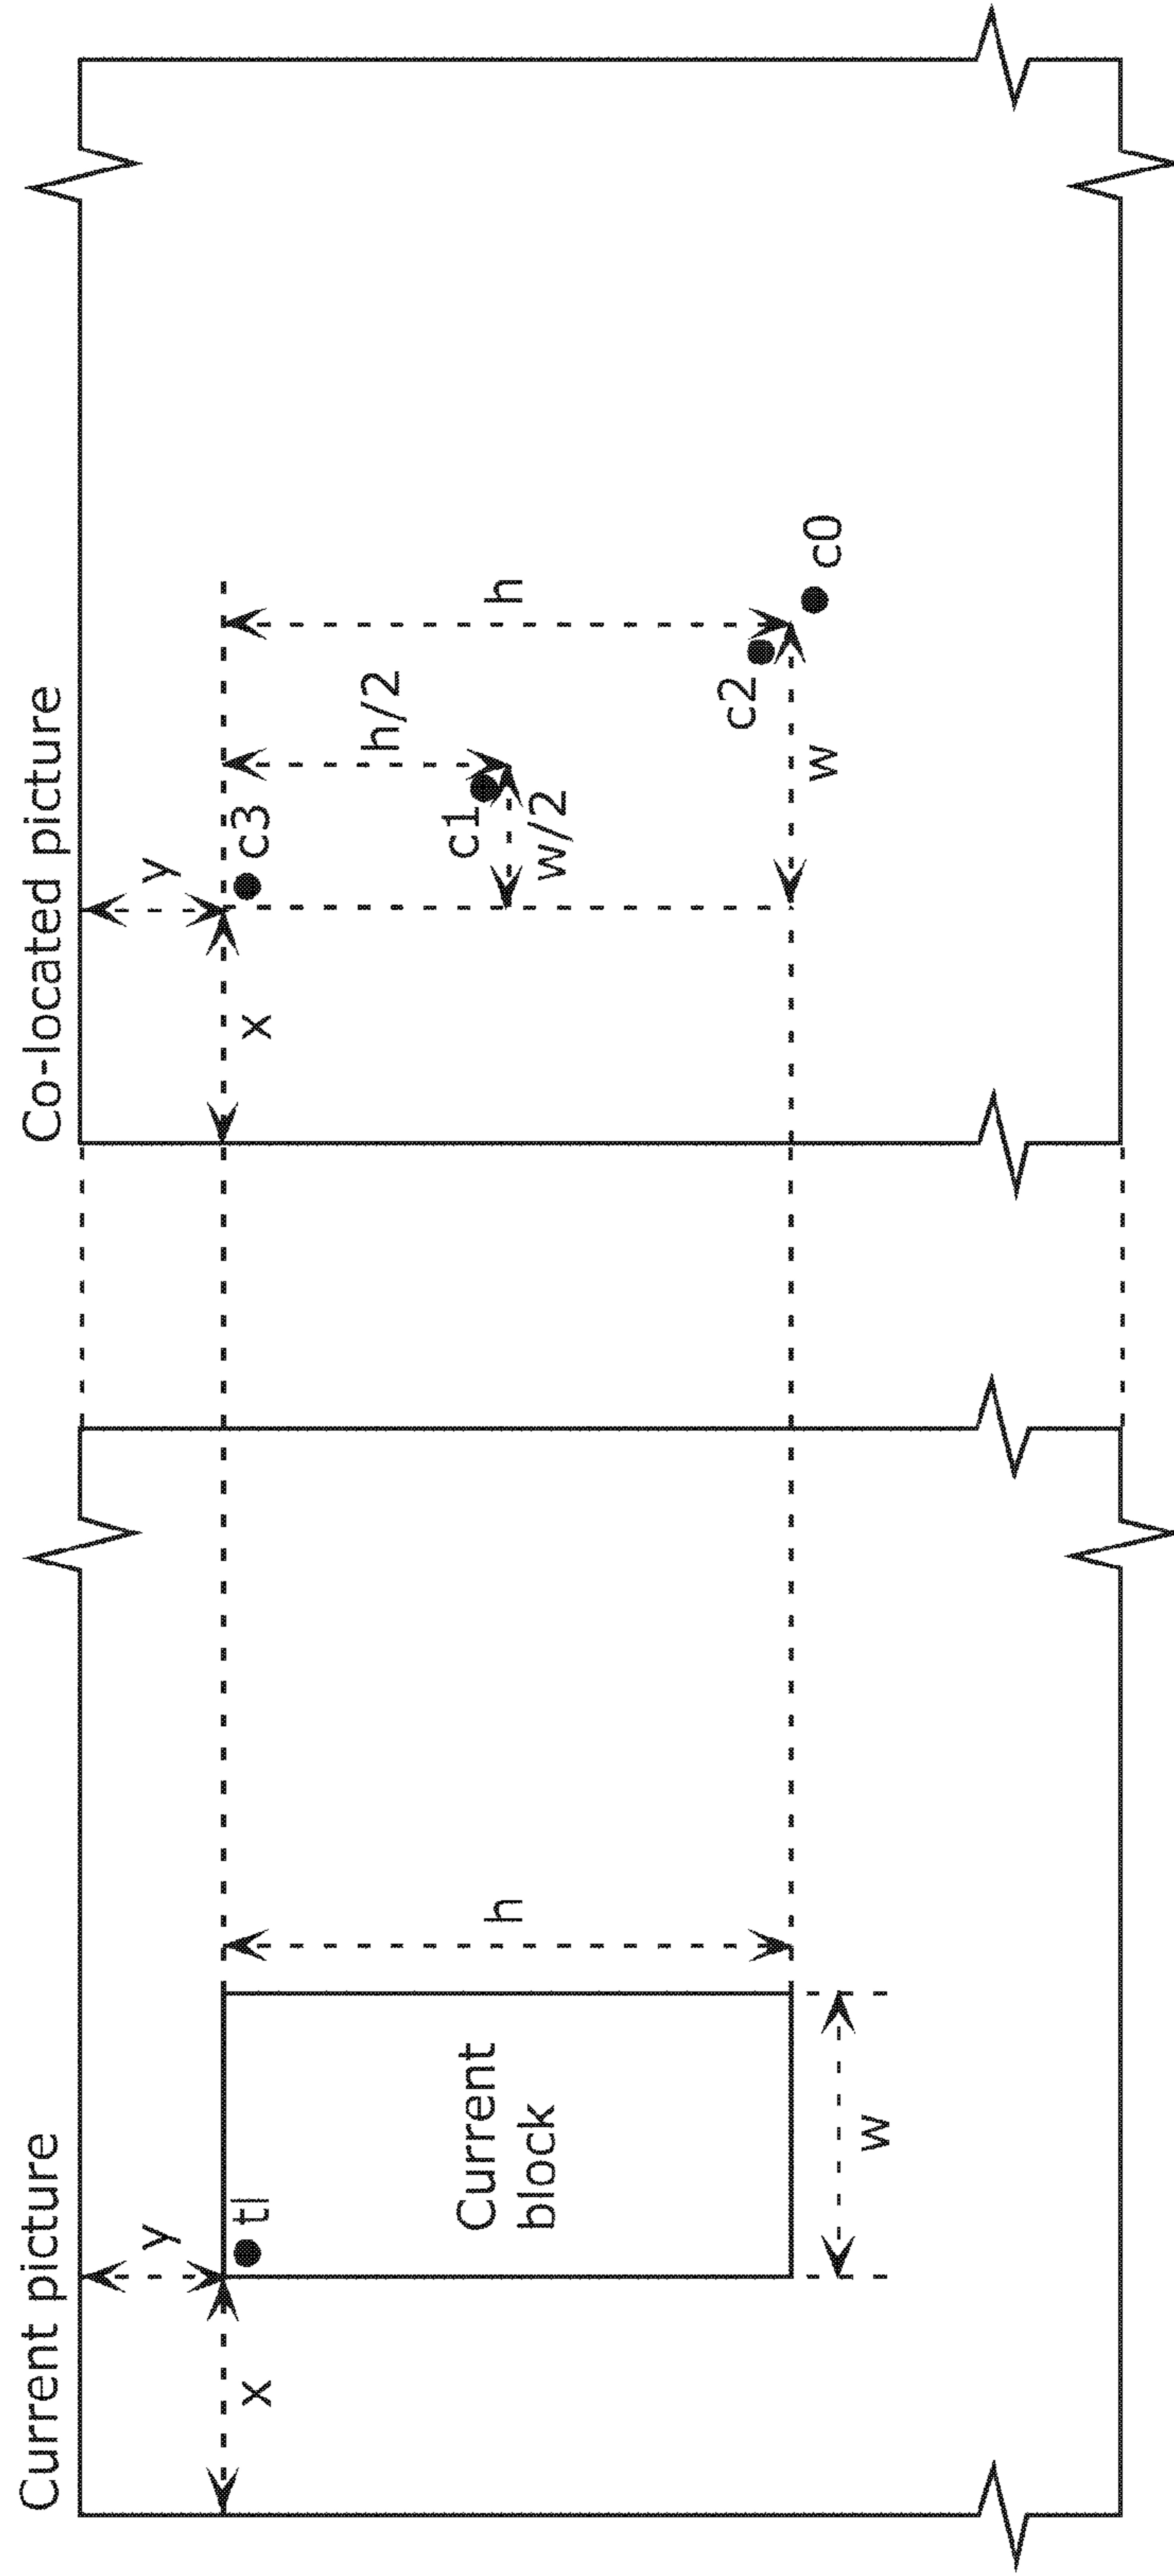 Current picture
y
x
tl
Current
block
h
w
Co-located picture
y
x
c3
h/2
h
c1
w/2
c2
w
c0